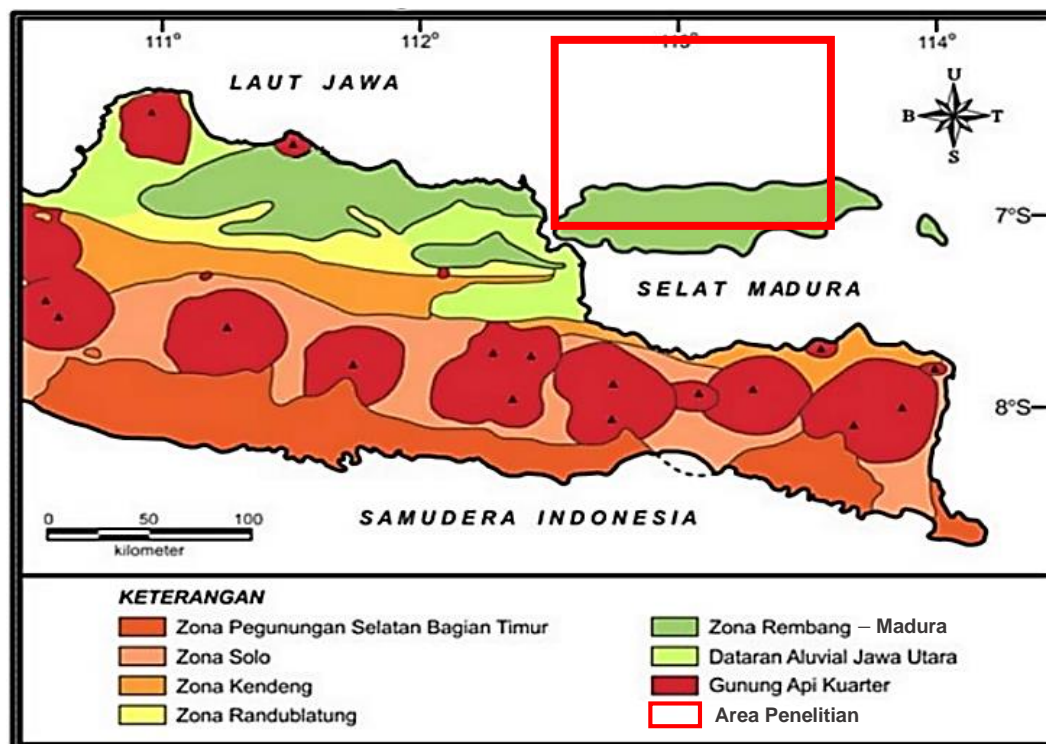 111° 112° 113° 114°
LAUT JAWA
U
B T
S
7°S
SELAT MADURA
8°S
SAMUDERA INDONESIA
0 50 100
kilometer
KETERANGAN
Zona Pegunungan Selatan Bagian Timur
Zona Solo
Zona Kendeng
Zona Randublatung
Zona Rembang – Madura
Dataran Aluvial Jawa Utara
Gunung Api Kuarter
Area Penelitian